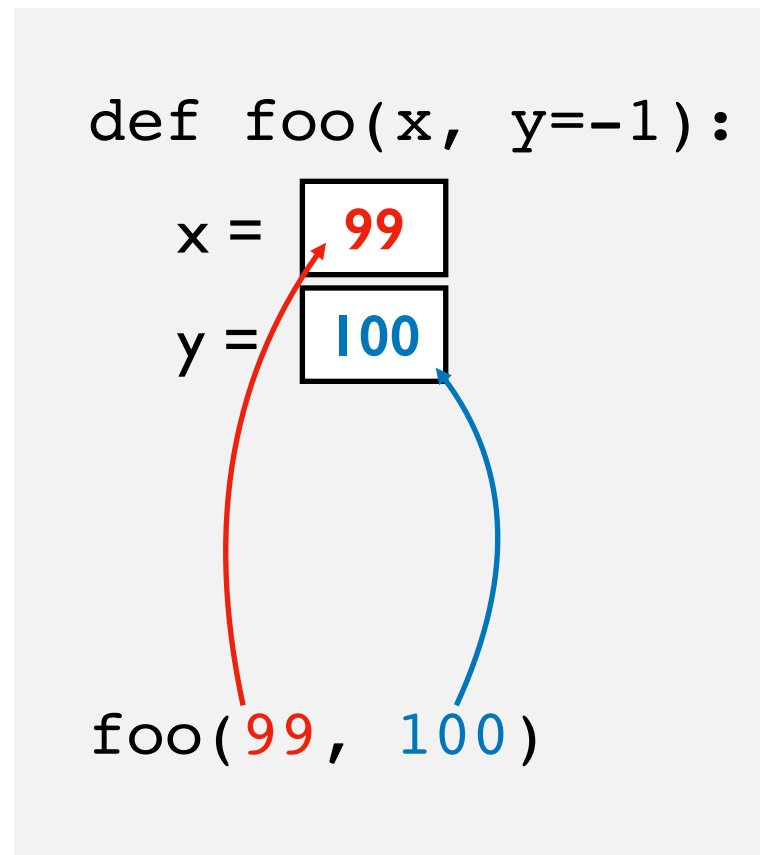 def foo(x, y=-1):
x = 99
y = 100
foo(99, 100)